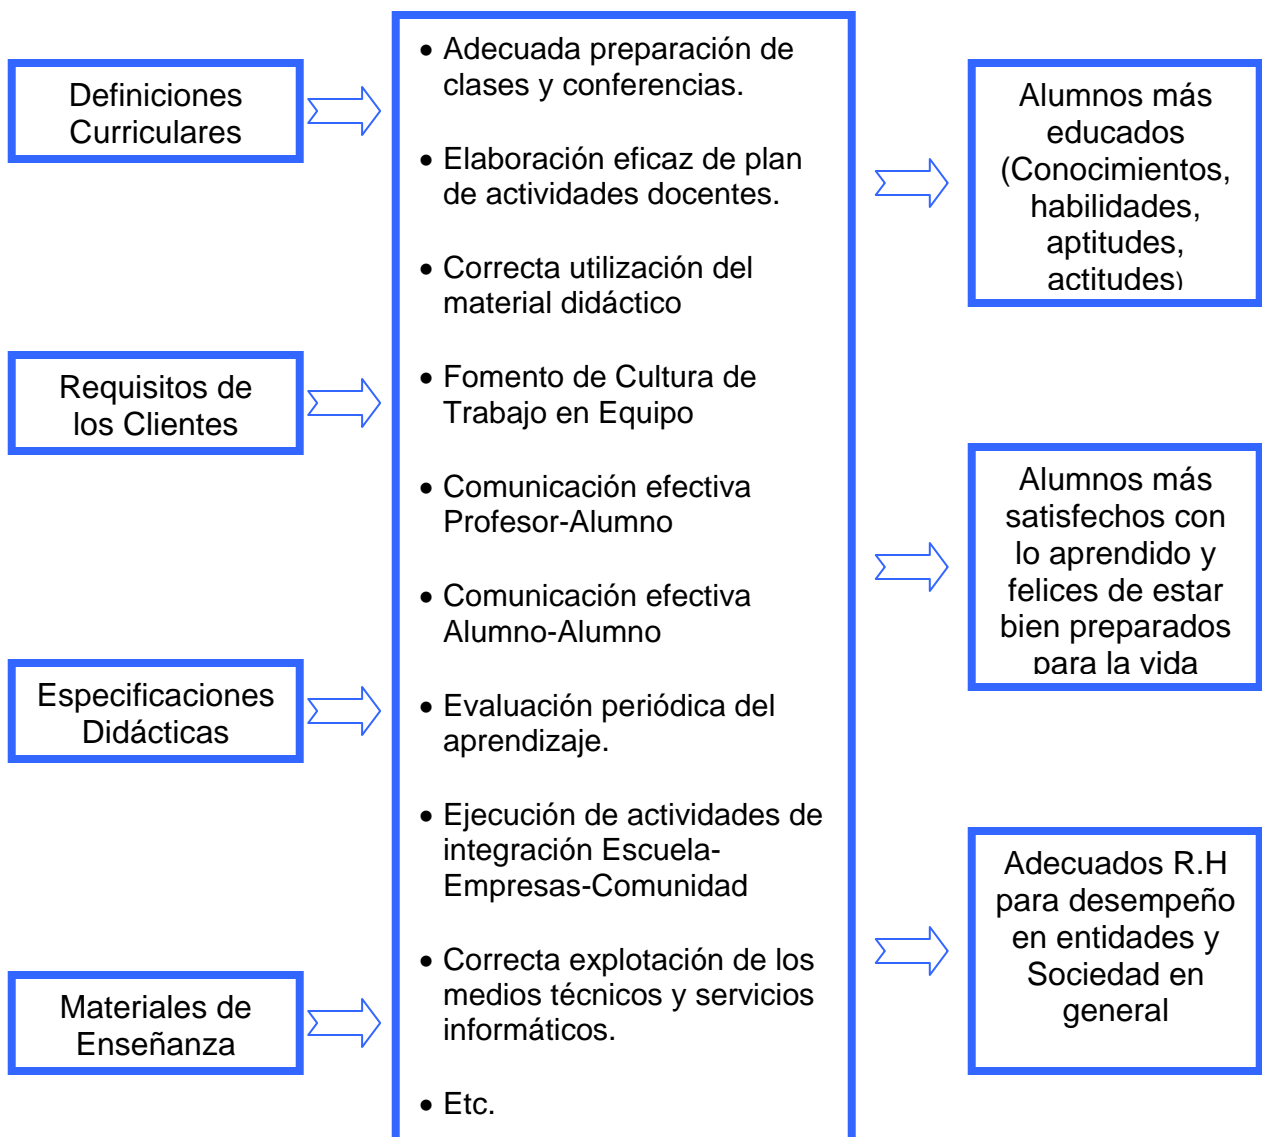 Definiciones
Curriculares
Requisitos de
los Clientes
Especificaciones
Didácticas
Materiales de
Enseñanza
• Adecuada preparación de
clases y conferencias.
• Elaboración eficaz de plan
de actividades docentes.
• Correcta utilización del
material didáctico
• Fomento de Cultura de
Trabajo en Equipo
• Comunicación efectiva
Profesor-Alumno
• Comunicación efectiva
Alumno-Alumno
• Evaluación periódica del
aprendizaje.
• Ejecución de actividades de
integración Escuela-
Empresas-Comunidad
• Correcta explotación de los
medios técnicos y servicios
informáticos.
• Etc.
Alumnos más
educados
(Conocimientos,
habilidades,
aptitudes,
actitudes)
Alumnos más
satisfechos con
lo aprendido y
felices de estar
bien preparados
para la vida
Adecuados R.H
para desempeño
en entidades y
Sociedad en
general